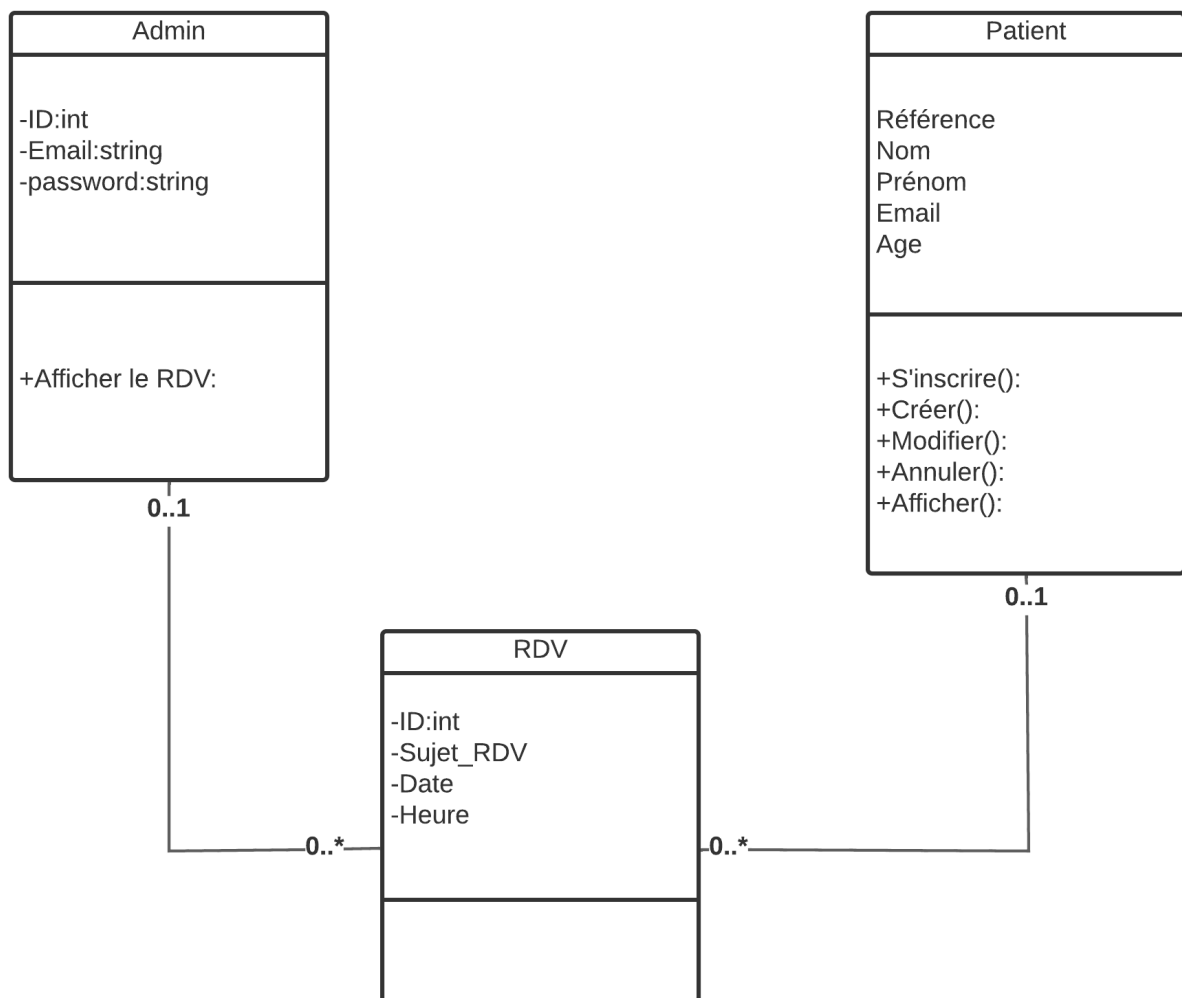 Admin
-ID:int
-Email:string
-password:string
+Afficher le RDV:
0..1
Patient
Référence
Nom
Prénom
Email
Age
+S'inscrire():
+Créer():
+Modifier():
+Annuler():
+Afficher():
0..1
RDV
-ID:int
-Sujet_RDV
-Date
-Heure
0..*
0..*